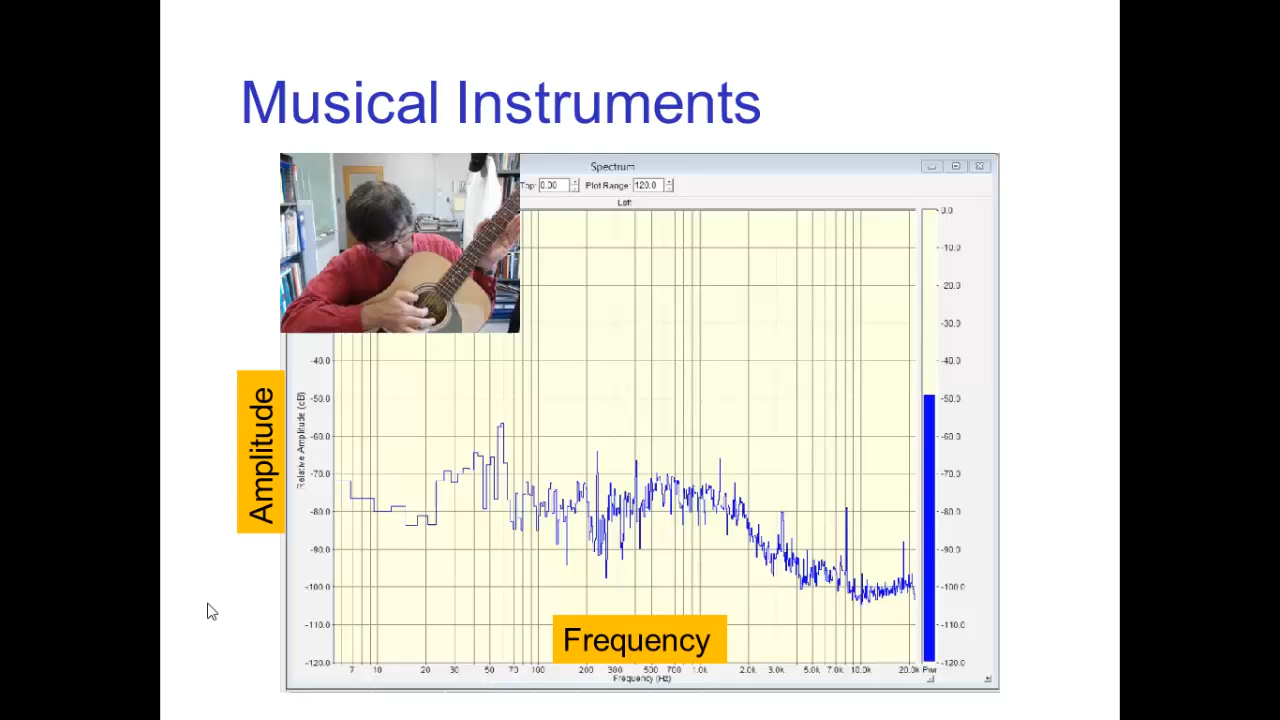 Musical Instruments
Spectrum
Top: 0.00 Plot Range: 120.0
Left
0.0
-10.0
-20.0
-30.0
-40.0 -40.0
-50.0 -50.0
-60.0 -60.0
-70.0 -70.0
-80.0 -80.0
-90.0 -90.0
-100.0 -100.0
-110.0 -110.0
-120.0 -120.0
Amplitude
Relative Amplitude (dB)
Frequency
7 10 20 30 50 70 100 200 300 500 700 1.0k 2.0k 3.0k 5.0k 7.0k 10.0k 20.0k Pwr
Frequency (Hz)